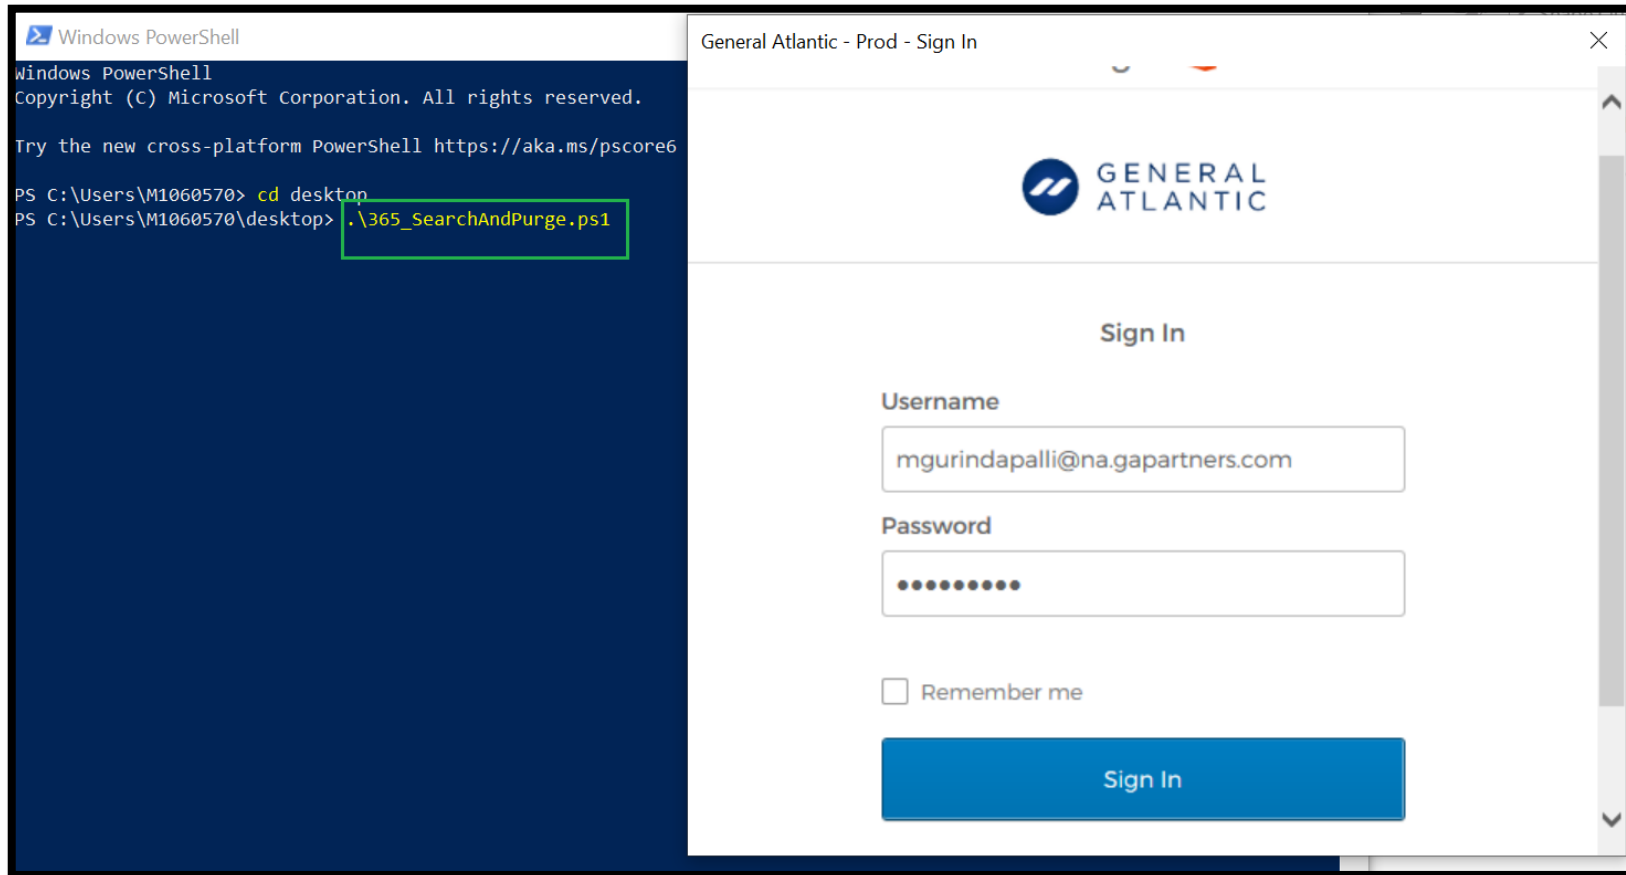 Windows PowerShell
Windows PowerShell
Copyright (C) Microsoft Corporation. All rights reserved.
Try the new cross-platform PowerShell https://aka.ms/pscore6
PS C:\Users\M1060570> cd desktop
PS C:\Users\M1060570\desktop> .\365_SearchAndPurge.ps1
General Atlantic - Prod - Sign In
GENERAL
ATLANTIC
Sign In
Username
mgurindapalli@na.gapartners.com
Password
•••••••••
Remember me
Sign In